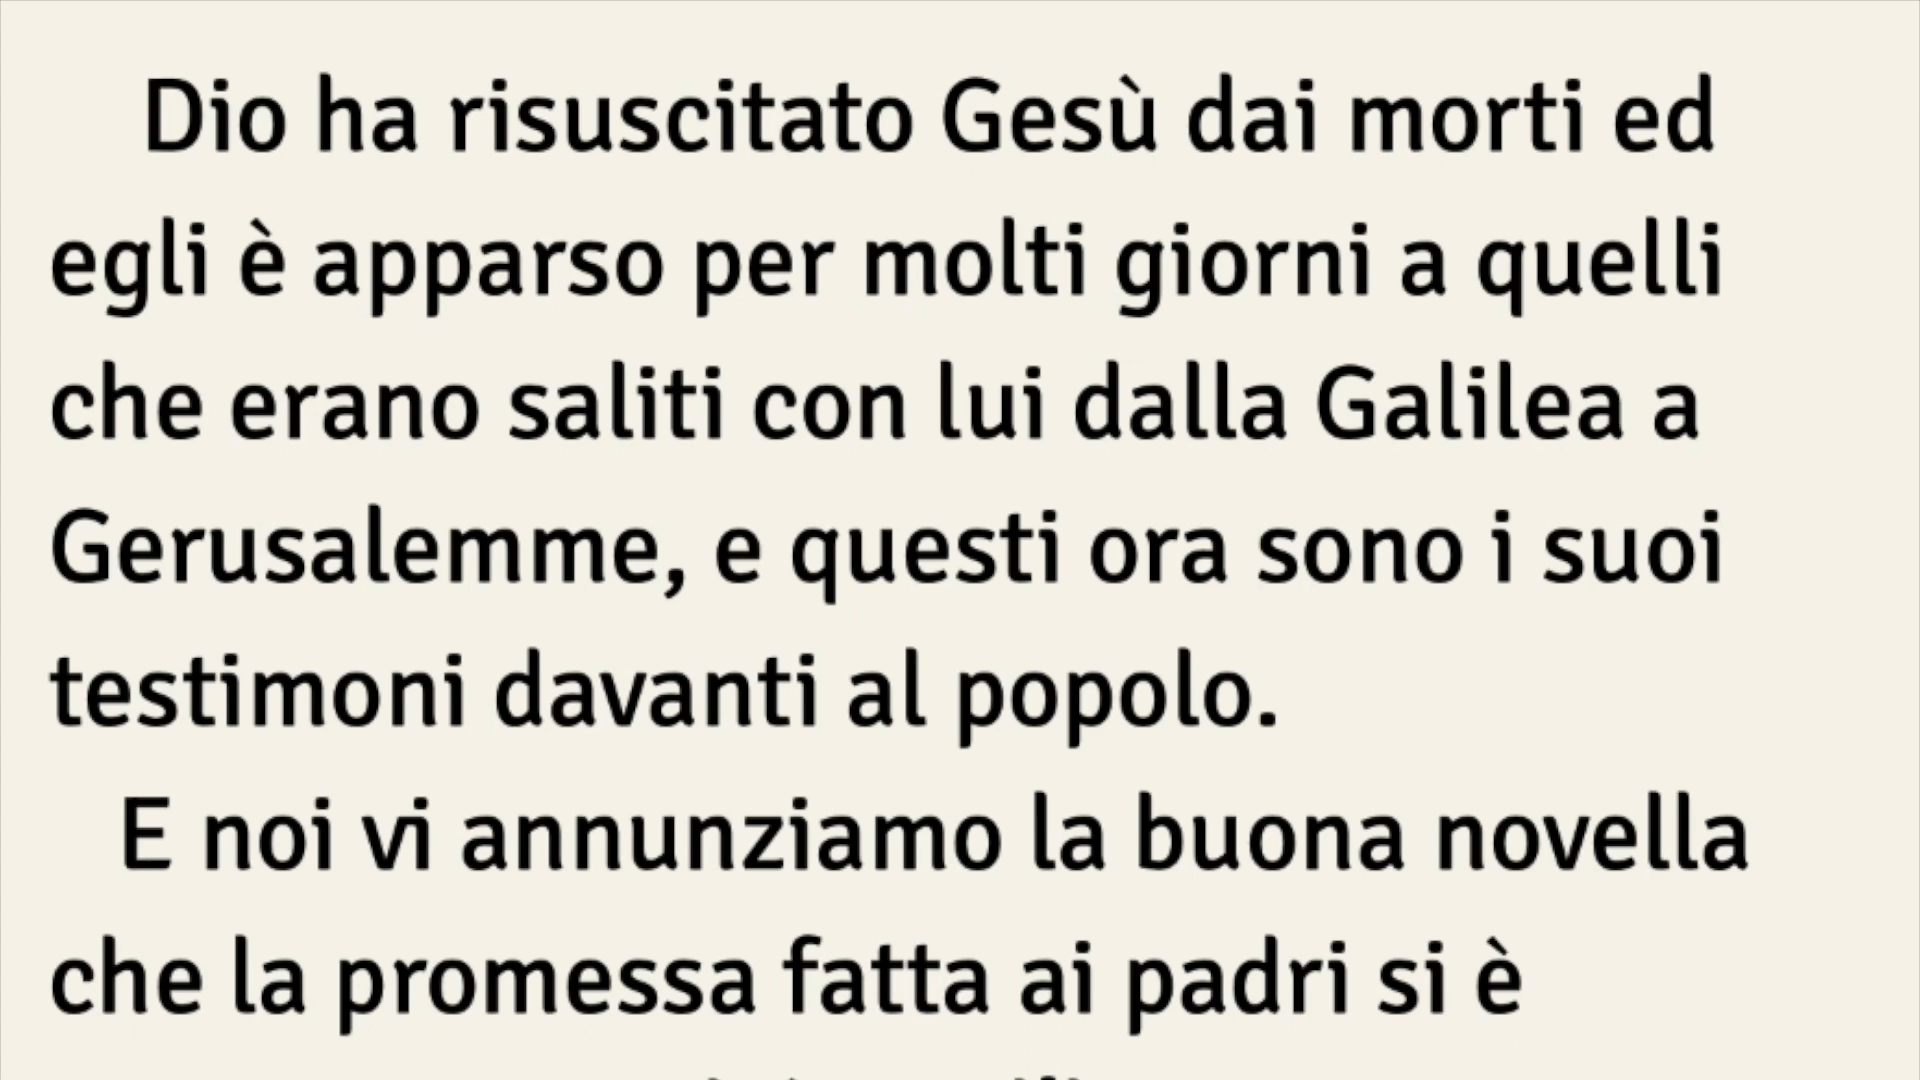 Dio ha risuscitato Gesù dai morti ed
egli è apparso per molti giorni a quelli
che erano saliti con lui dalla Galilea a
Gerusalemme, e questi ora sono i suoi
testimoni davanti al popolo.
E noi vi annunziamo la buona novella
che la promessa fatta ai padri si è